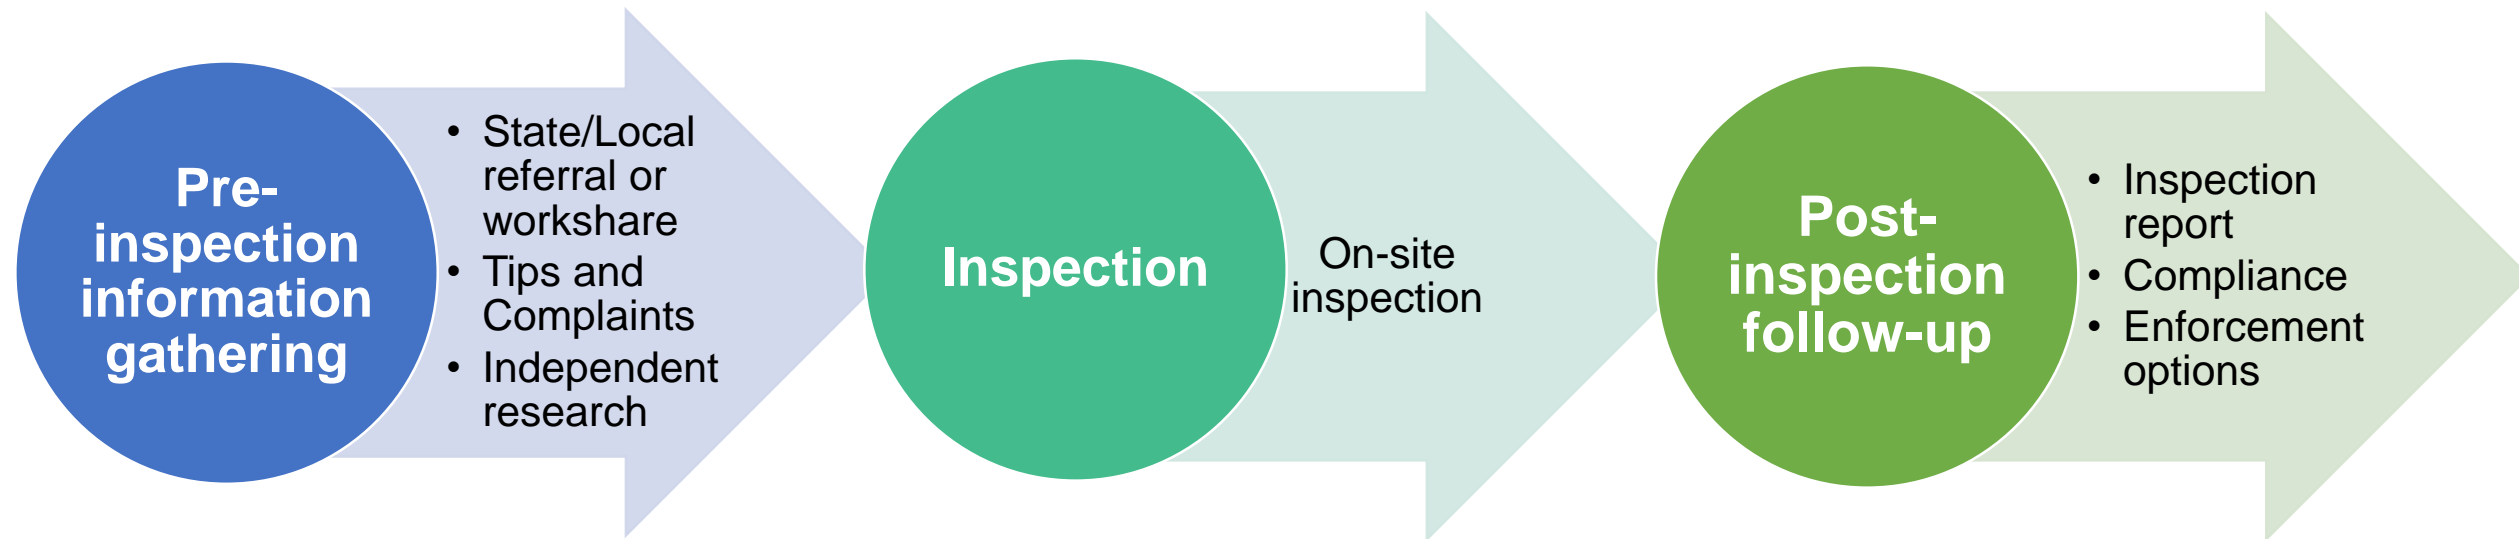 Pre-
inspection
information
gathering
• State/Local
referral or
workshare
• Tips and
Complaints
• Independent
research
Inspection
On-site
inspection
Post-
inspection
follow-up
• Inspection
report
• Compliance
• Enforcement
options